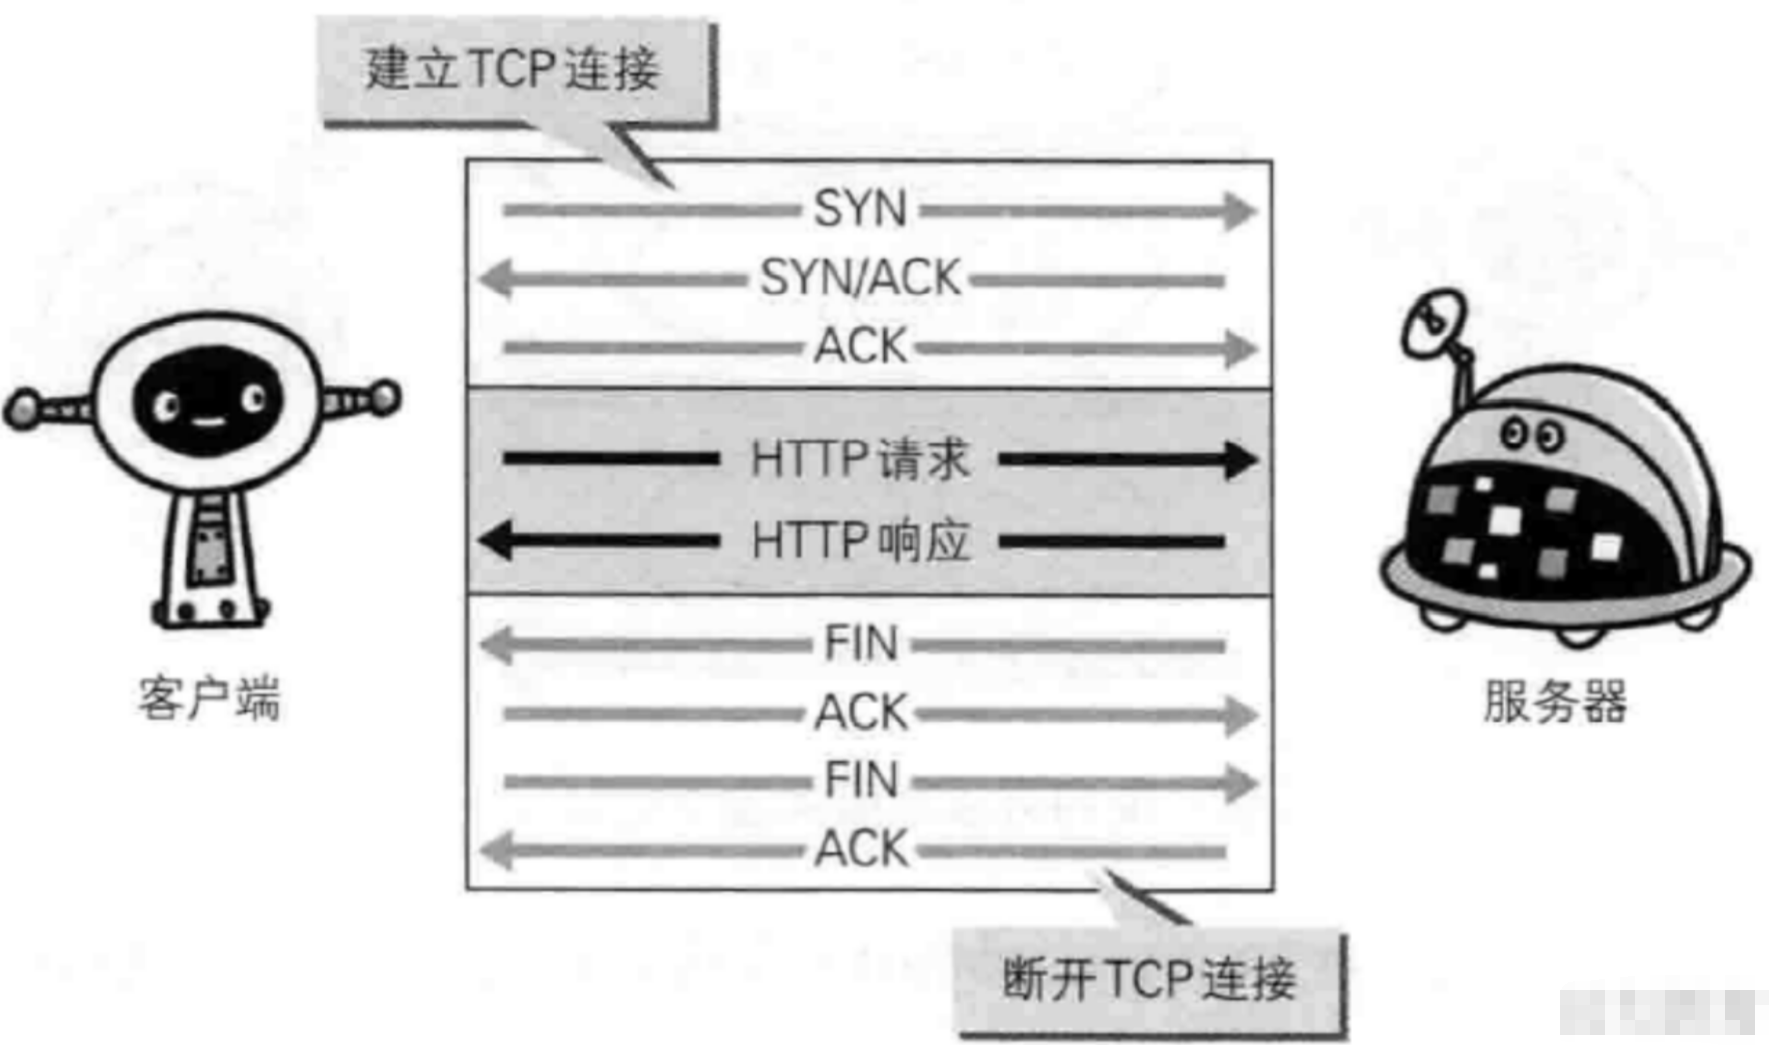 建立TCP连接
SYN
SYN/ACK
ACK
HTTP请求
HTTP响应
FIN
ACK
FIN
ACK
客户端
服务器
断开TCP连接